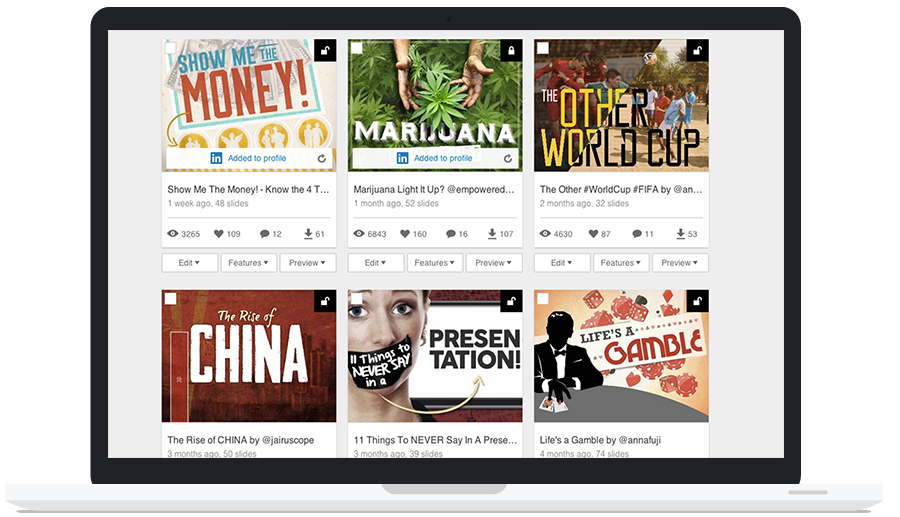 SHOW ME THE
MONEY!
in Added to profile
Show Me The Money! - Know the 4 T...
1 week ago, 48 slides
3265 109 12 61
Edit Features Preview
MARIJUANA
in Added to profile
Marijuana Light It Up? @empowered...
1 month ago, 52 slides
6843 160 16 107
Edit Features Preview
THE OTHER
WORLD CUP
The Other #WorldCup #FIFA by @an...
2 months ago, 32 slides
4630 87 11 53
Edit Features Preview
The Rise of
CHINA
The Rise of CHINA by @jairuscope
3 months ago, 50 slides
11 Things to
NEVER SAY
in a
PRESEN
TATION!
11 Things To NEVER Say In A Prese...
3 months ago, 39 slides
LIFE'S A
GAMBLE
Life's a Gamble by @annafuji
4 months ago, 74 slides